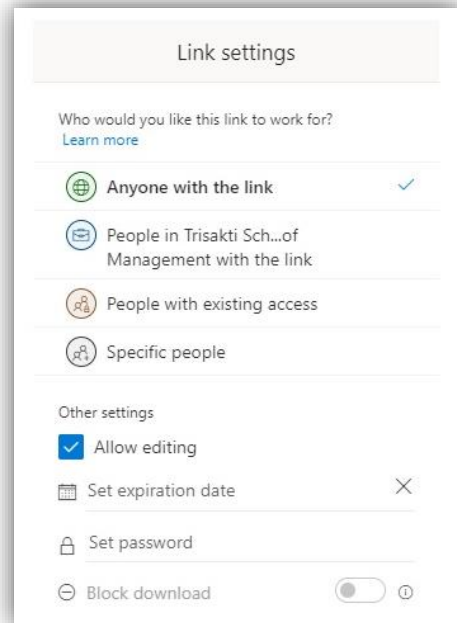 Link settings
Who would you like this link to work for?
Learn more
Anyone with the link
People in Trisakti Sch...of
Management with the link
People with existing access
Specific people
Other settings
Allow editing
Set expiration date
Set password
Block download